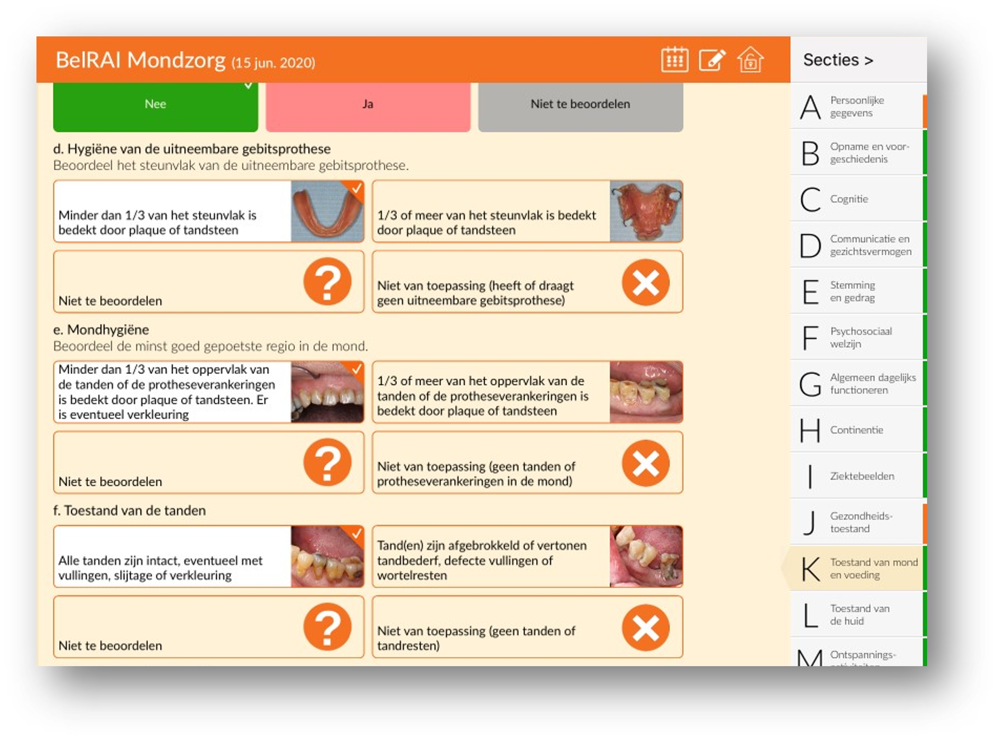 BelRAI Mondzorg (15 jun. 2020)
Nee
Ja
Niet te beoordelen
d. Hygiëne van de uitneembare gebitsprothese
Beoordeel het steunvlak van de uitneembare gebitsprothese.
Minder dan 1/3 van het steunvlak is
bedekt door plaque of tandsteen
1/3 of meer van het steunvlak is bedekt
door plaque of tandsteen
Niet te beoordelen
Niet van toepassing (heeft of draagt
geen uitneembare gebitsprothese)
e. Mondhygiëne
Beoordeel de minst goed gepoetste regio in de mond.
Minder dan 1/3 van het oppervlak van
de tanden of de protheseverankeringen
is bedekt door plaque of tandsteen. Er
is eventueel verkleuring
1/3 of meer van het oppervlak van de
tanden of de protheseverankeringen is
bedekt door plaque of tandsteen
Niet te beoordelen
Niet van toepassing (geen tanden of
protheseverankeringen in de mond)
f. Toestand van de tanden
Alle tanden zijn intact, eventueel met
vullingen, slijtage of verkleuring
Tand(en) zijn afgebrokkeld of vertonen
tandbederf, defecte vullingen of
wortelresten
Niet te beoordelen
Niet van toepassing (geen tanden of
tandresten)
Secties >
A Persoonlijke
gegevens
B Opname en voor-
geschiedenis
C Cognitie
D Communicatie en
gezichtsvermogen
E Stemming
en gedrag
F Psychosociaal
welzijn
G Algemeen dagelijks
functioneren
H Continentie
I Ziektebeelden
J Gezondheids-
toestand
K Toestand van mond
en voeding
L Toestand van
de huid
M Ontspannings-